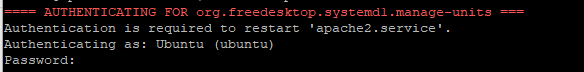 ==== AUTHENTICATING FOR org.freedesktop.systemd1.manage-units ===
Authentication is required to restart 'apache2.service'.
Authenticating as: Ubuntu (ubuntu)
Password: